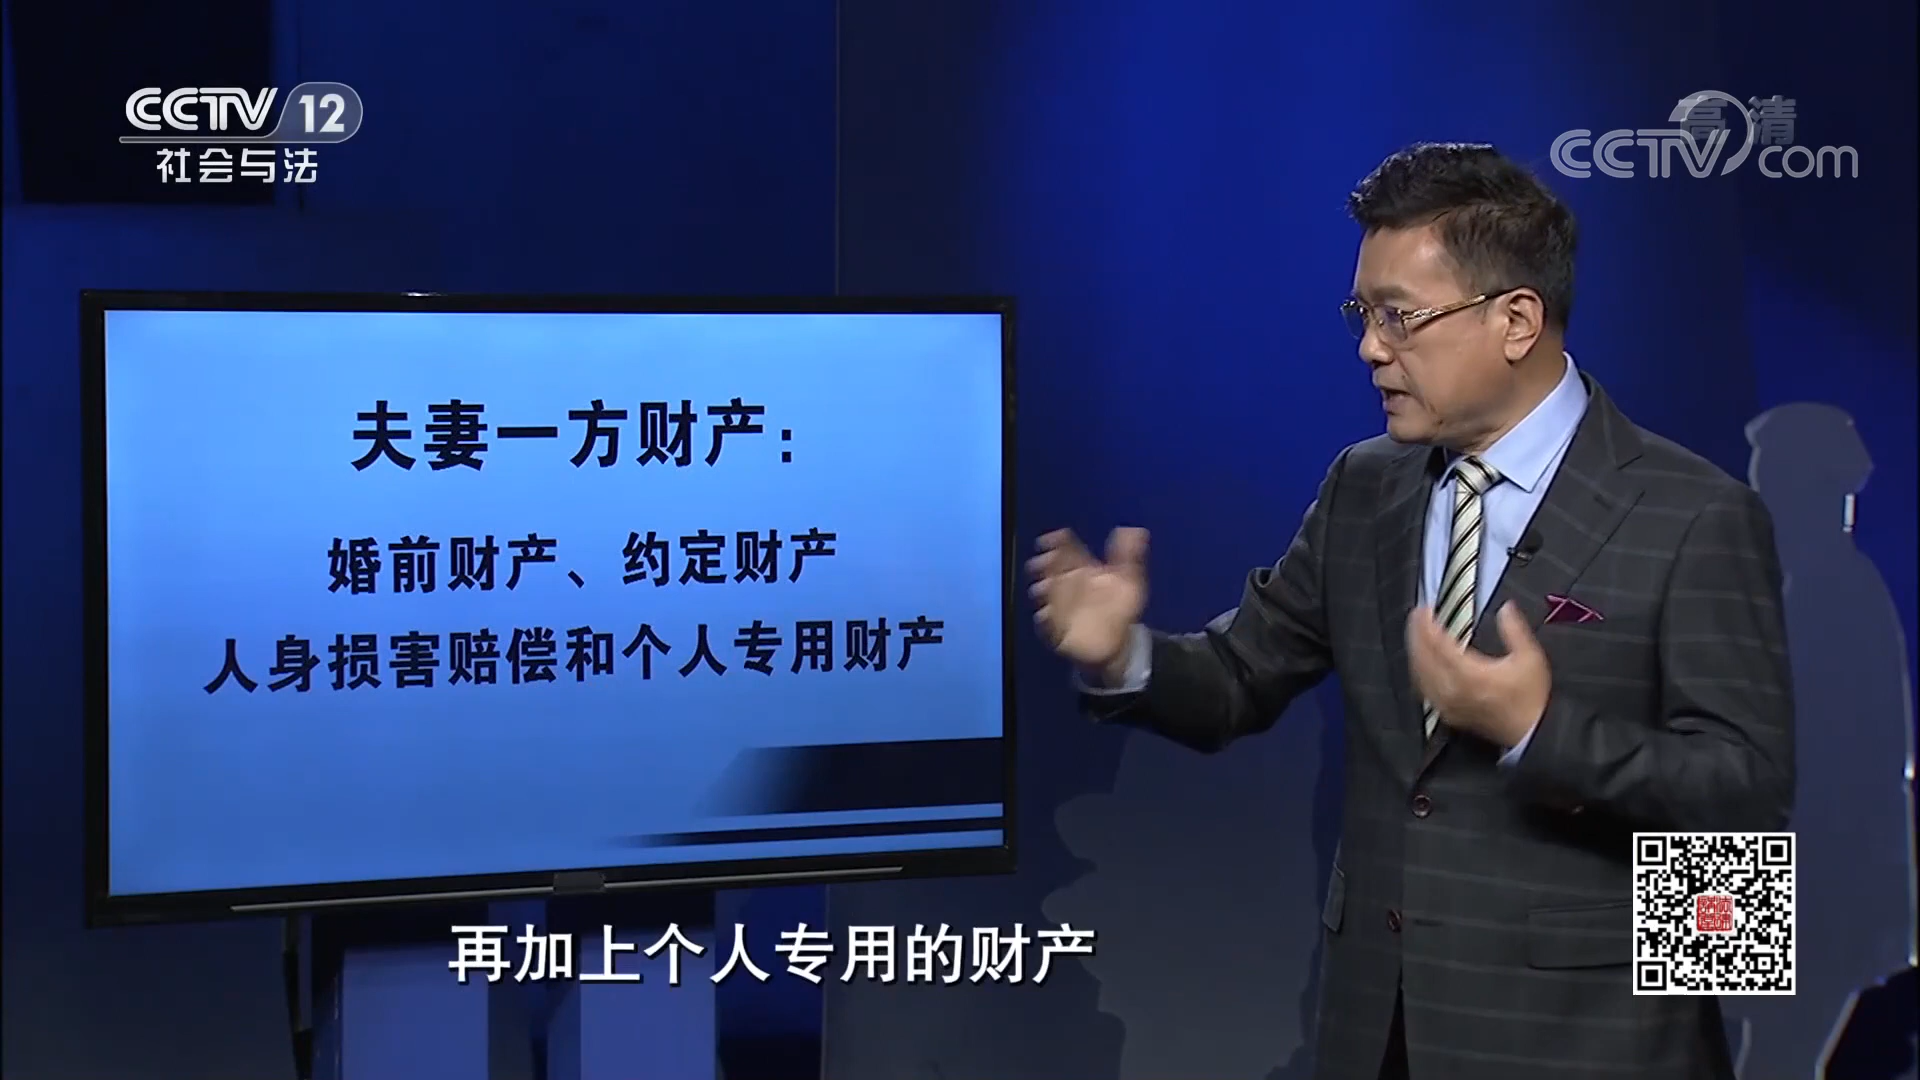 CCTV 12
社会与法
高清
CCTV.com
夫妻一方财产：
婚前财产、约定财产
人身损害赔偿和个人专用财产
再加上个人专用的财产